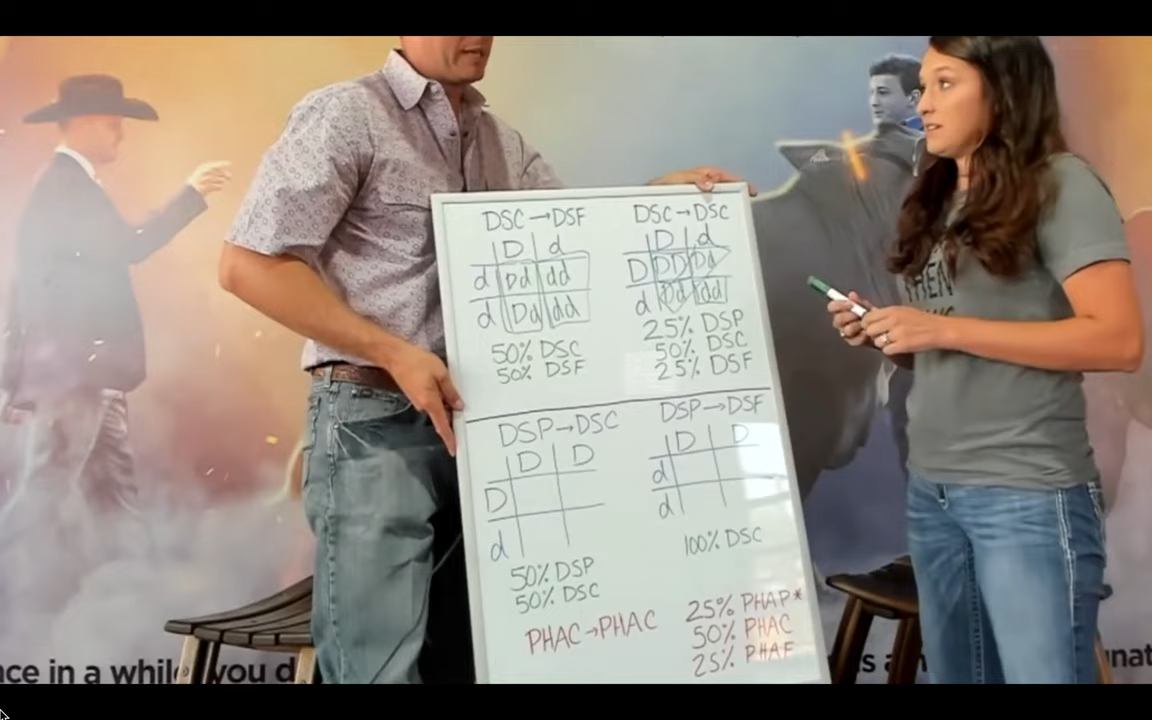 DSC→DSF
D d
d Dd dd
d Dd dd
50% DSC
50% DSF
DSC→DSC
D d
D DD Dd
d Dd dd
25% DSP
50% DSC
25% DSF
DSP→DSC
D D
D
d
50% DSP
50% DSC
DSP→DSF
D D
d
d
100% DSC
PHAC→PHAC
25% PHAP*
50% PHAC
25% PHAF
THEN
nce in a while you d